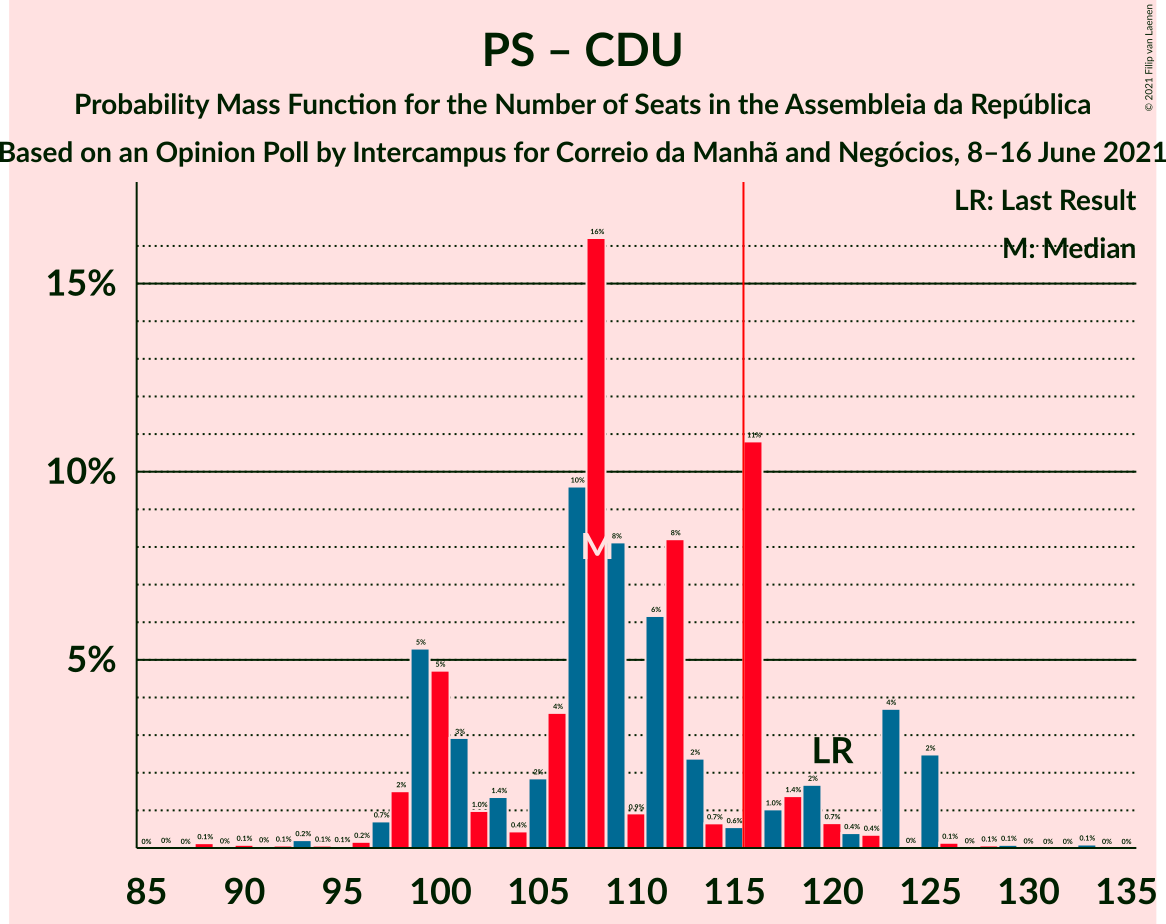 PS – CDU
Probability Mass Function for the Number of Seats in the Assembleia da República
Based on an Opinion Poll by Intercampus for Correio da Manhã and Negócios, 8–16 June 2021
© 2021 Filip van Laenen
LR: Last Result
M: Median
15%
10%
5%
0% 0% 0% 0.1% 0% 0.1% 0% 0.1% 0.2% 0.1% 0.1% 0.2% 0.7% 2% 5% 5% 3% 1.0% 1.4% 0.4% 2% 4% 10% 16% 8% 0.9% 6% 8% 2% 0.7% 0.6% 11% 1.0% 1.4% 2% 0.7% 0.4% 0.4% 4% 0% 2% 0.1% 0% 0.1% 0.1% 0% 0% 0% 0.1% 0% 0%
M
LR
85 90 95 100 105 110 115 120 125 130 135